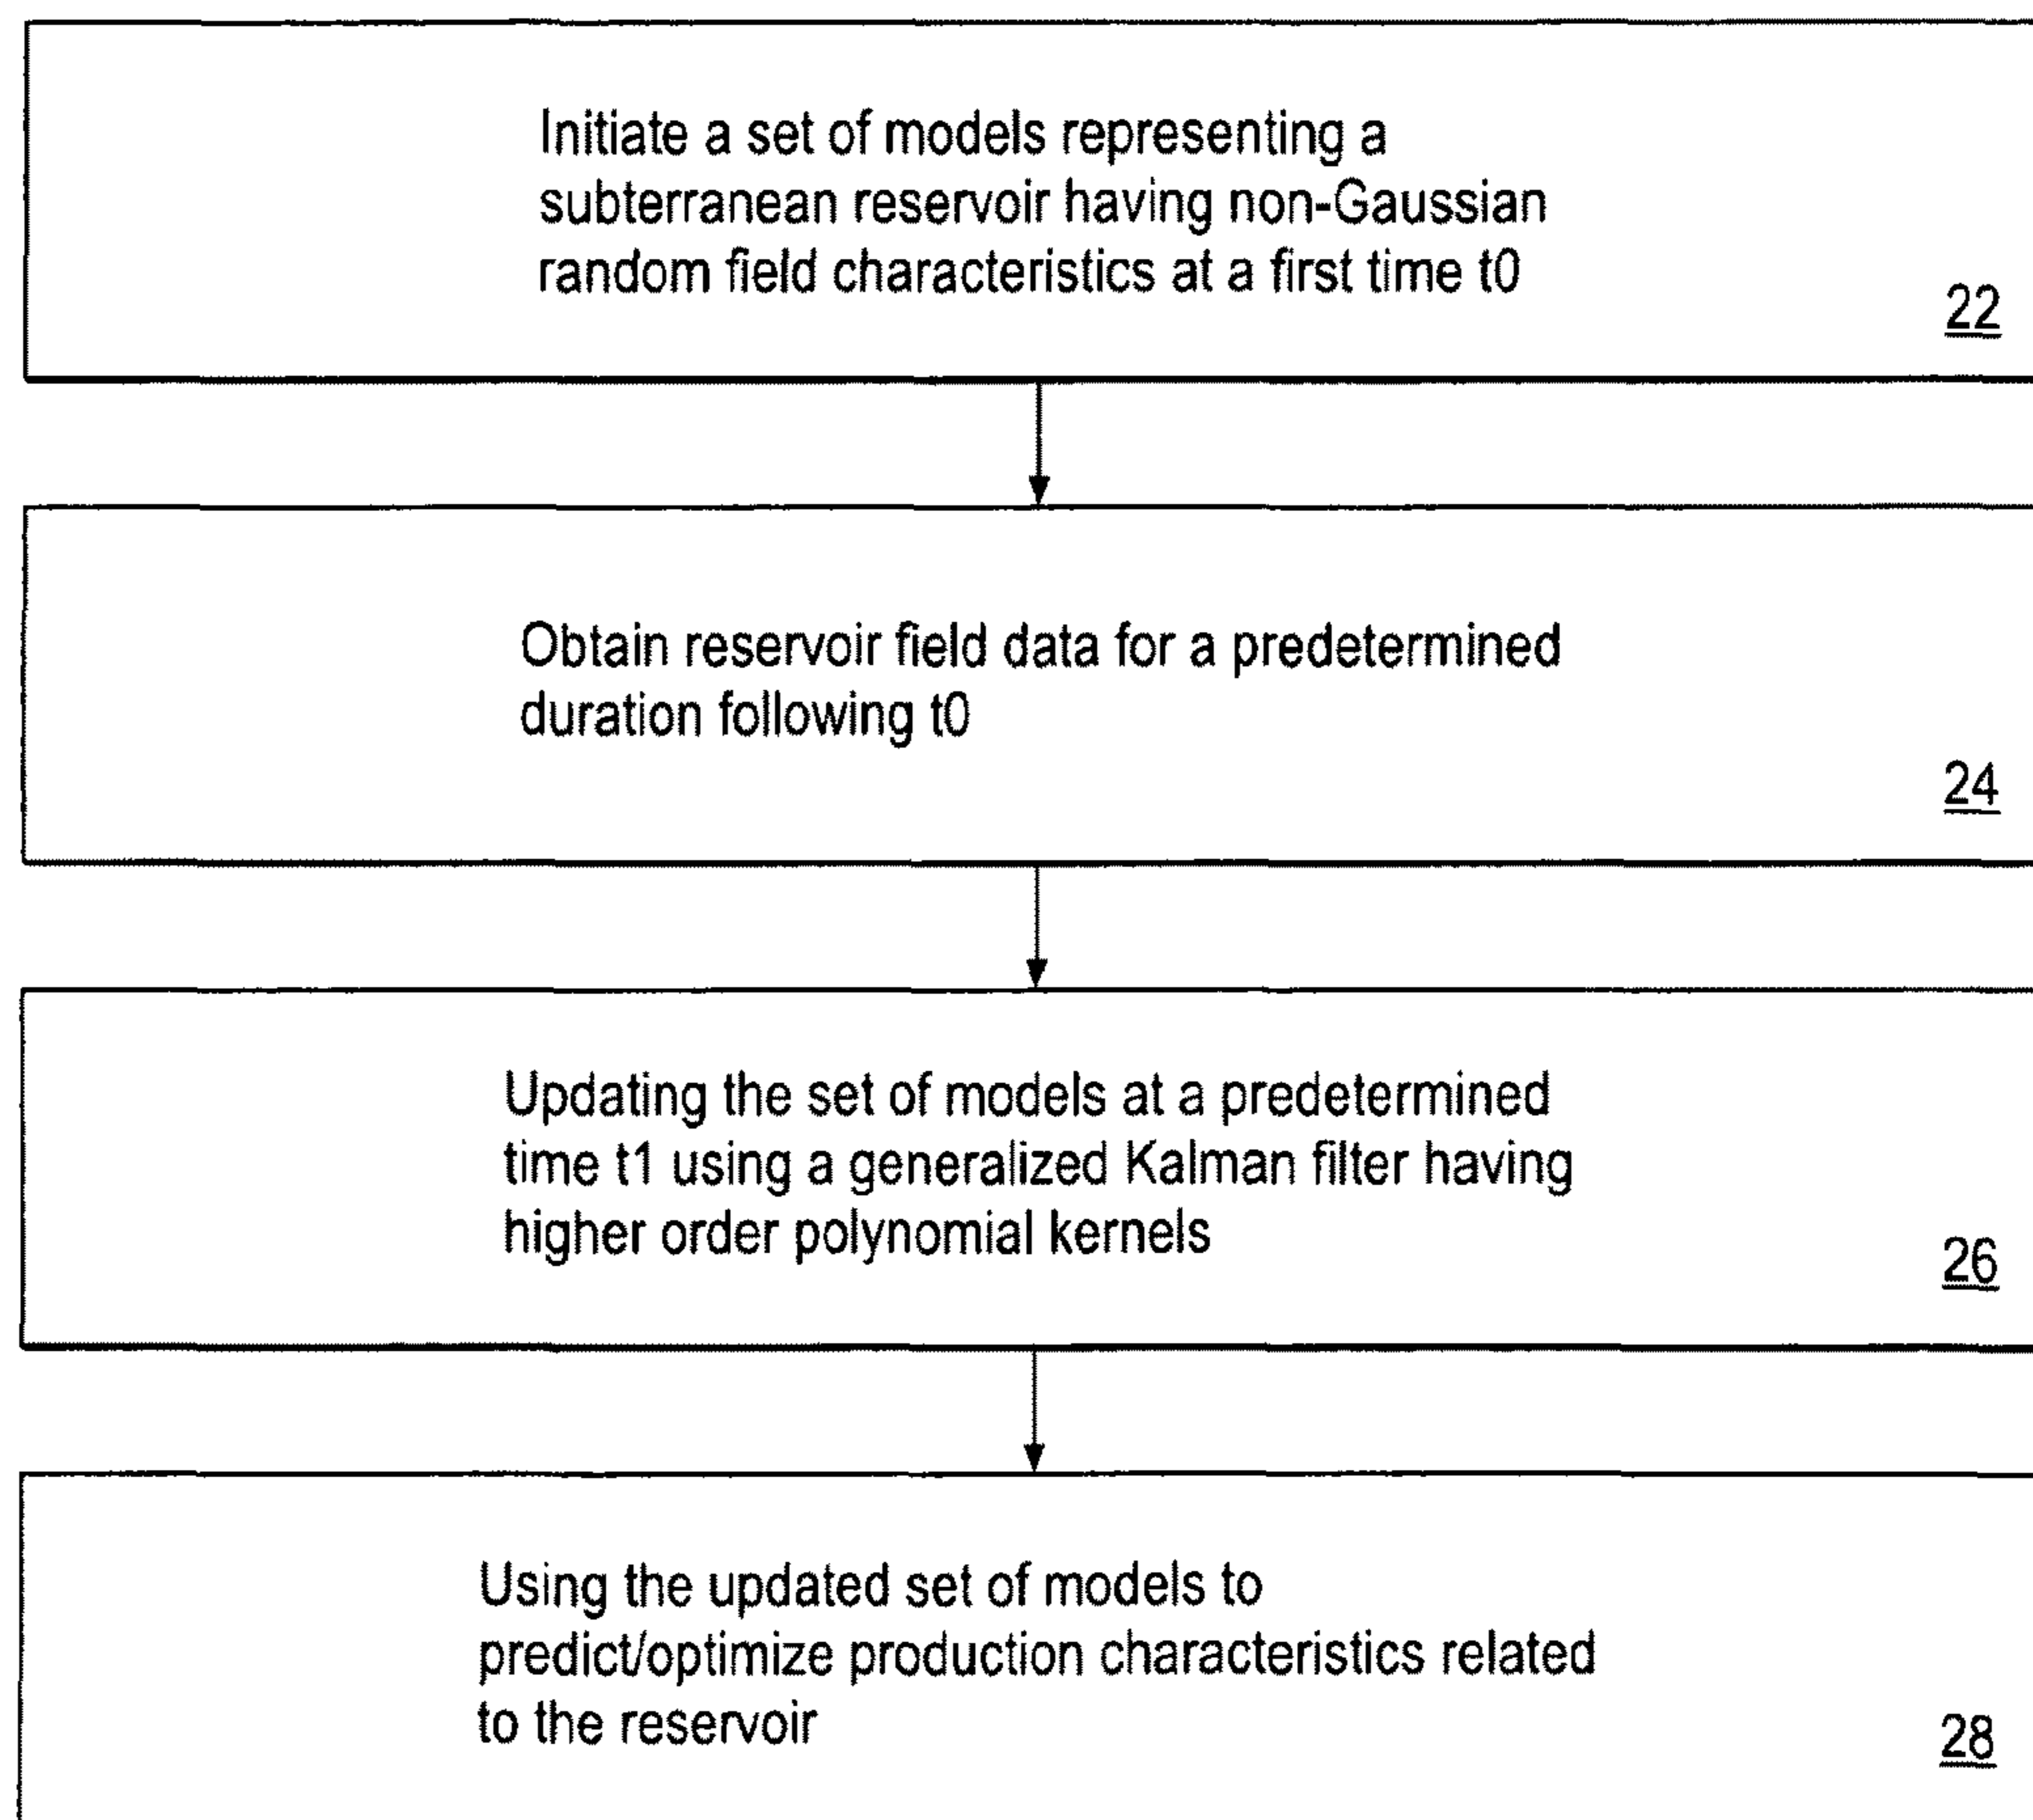 Initiate a set of models representing a
subterranean reservoir having non-Gaussian
random field characteristics at a first time t0
22
Obtain reservoir field data for a predetermined
duration following t0
24
Updating the set of models at a predetermined
time t1 using a generalized Kalman filter having
higher order polynomial kernels
26
Using the updated set of models to
predict/optimize production characteristics related
to the reservoir
28